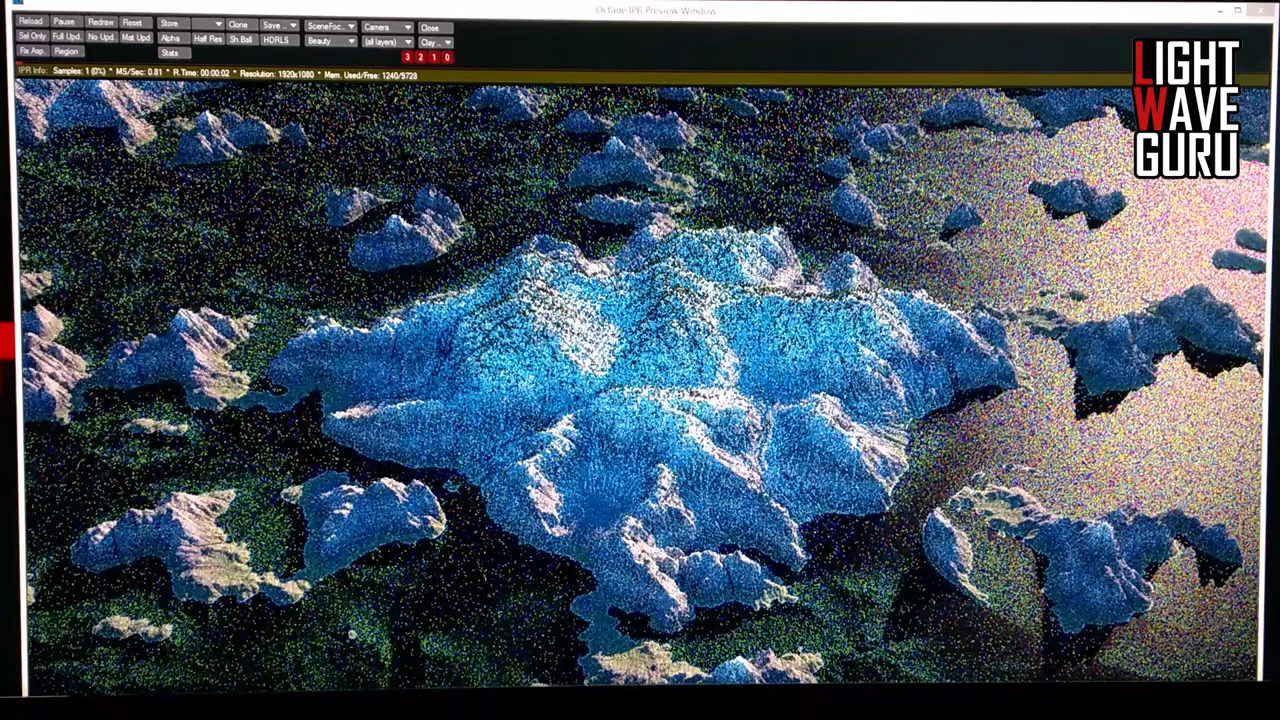 Octane IPR Preview Window
Reload Pause Redraw Reset Store Clone Save .. SceneFoc.. Camera Close
Sel Only Full Upd. No Upd. Mat Upd. Alpha Half Res Sh.Ball HDRLS Beauty (all layers) Clay ..
Fix Asp. Region Stats 3 2 1 0
IPR Info: Samples: 1 (0%) * MS/Sec: 0.81 * R.Time: 00:00:02 * Resolution: 1920x1080 * Mem. Used/Free: 1240/9728
LIGHT
WAVE
GURU